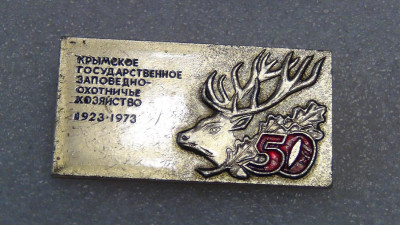 КРЫМСКОЕ
ГОСУДАРСТВЕННОЕ
ЗАПОВЕДНО-
ОХОТНИЧЬЕ
ХОЗЯЙСТВО
1923·1973
50